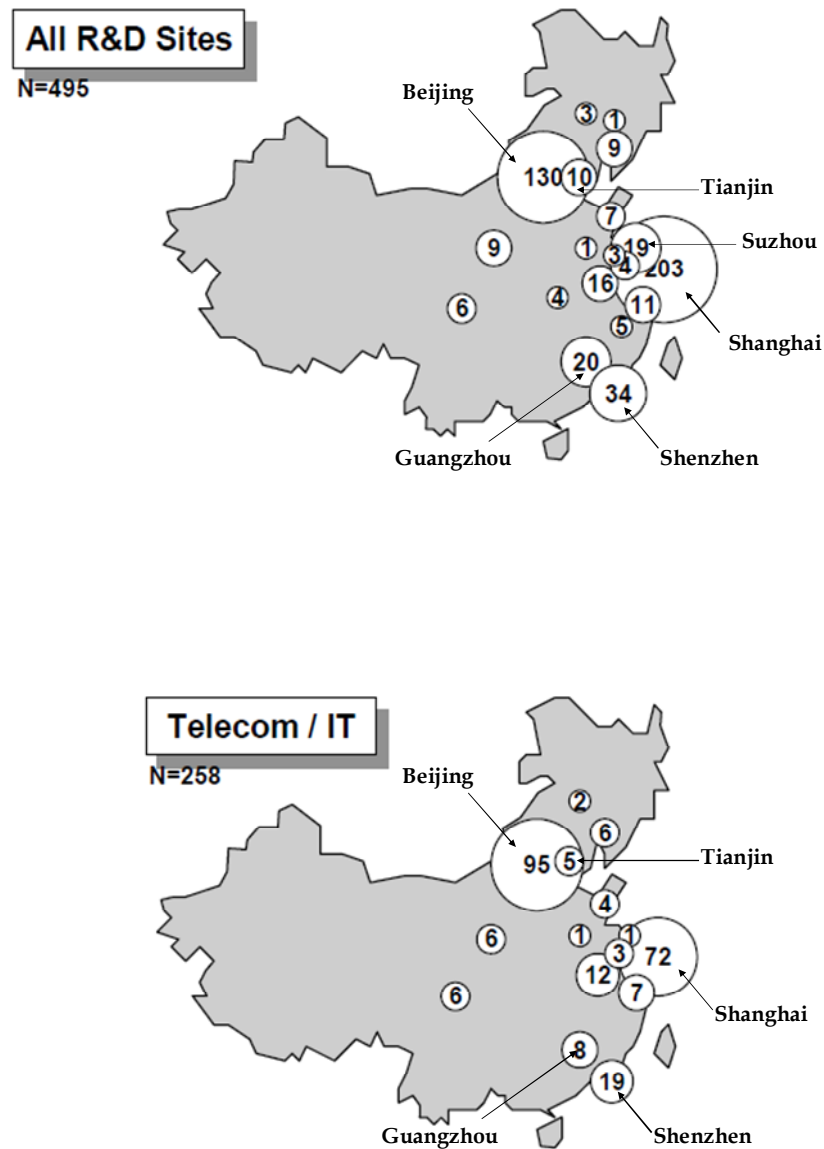 All R&D Sites
N=495
Beijing
3
1
9
130
10
Tianjin
7
9
1
19
Suzhou
3
4
203
16
4
11
6
5
Shanghai
20
34
Guangzhou
Shenzhen
Telecom / IT
N=258
Beijing
2
6
95
5
Tianjin
4
6
1
1
3
72
12
6
7
Shanghai
8
19
Guangzhou
Shenzhen